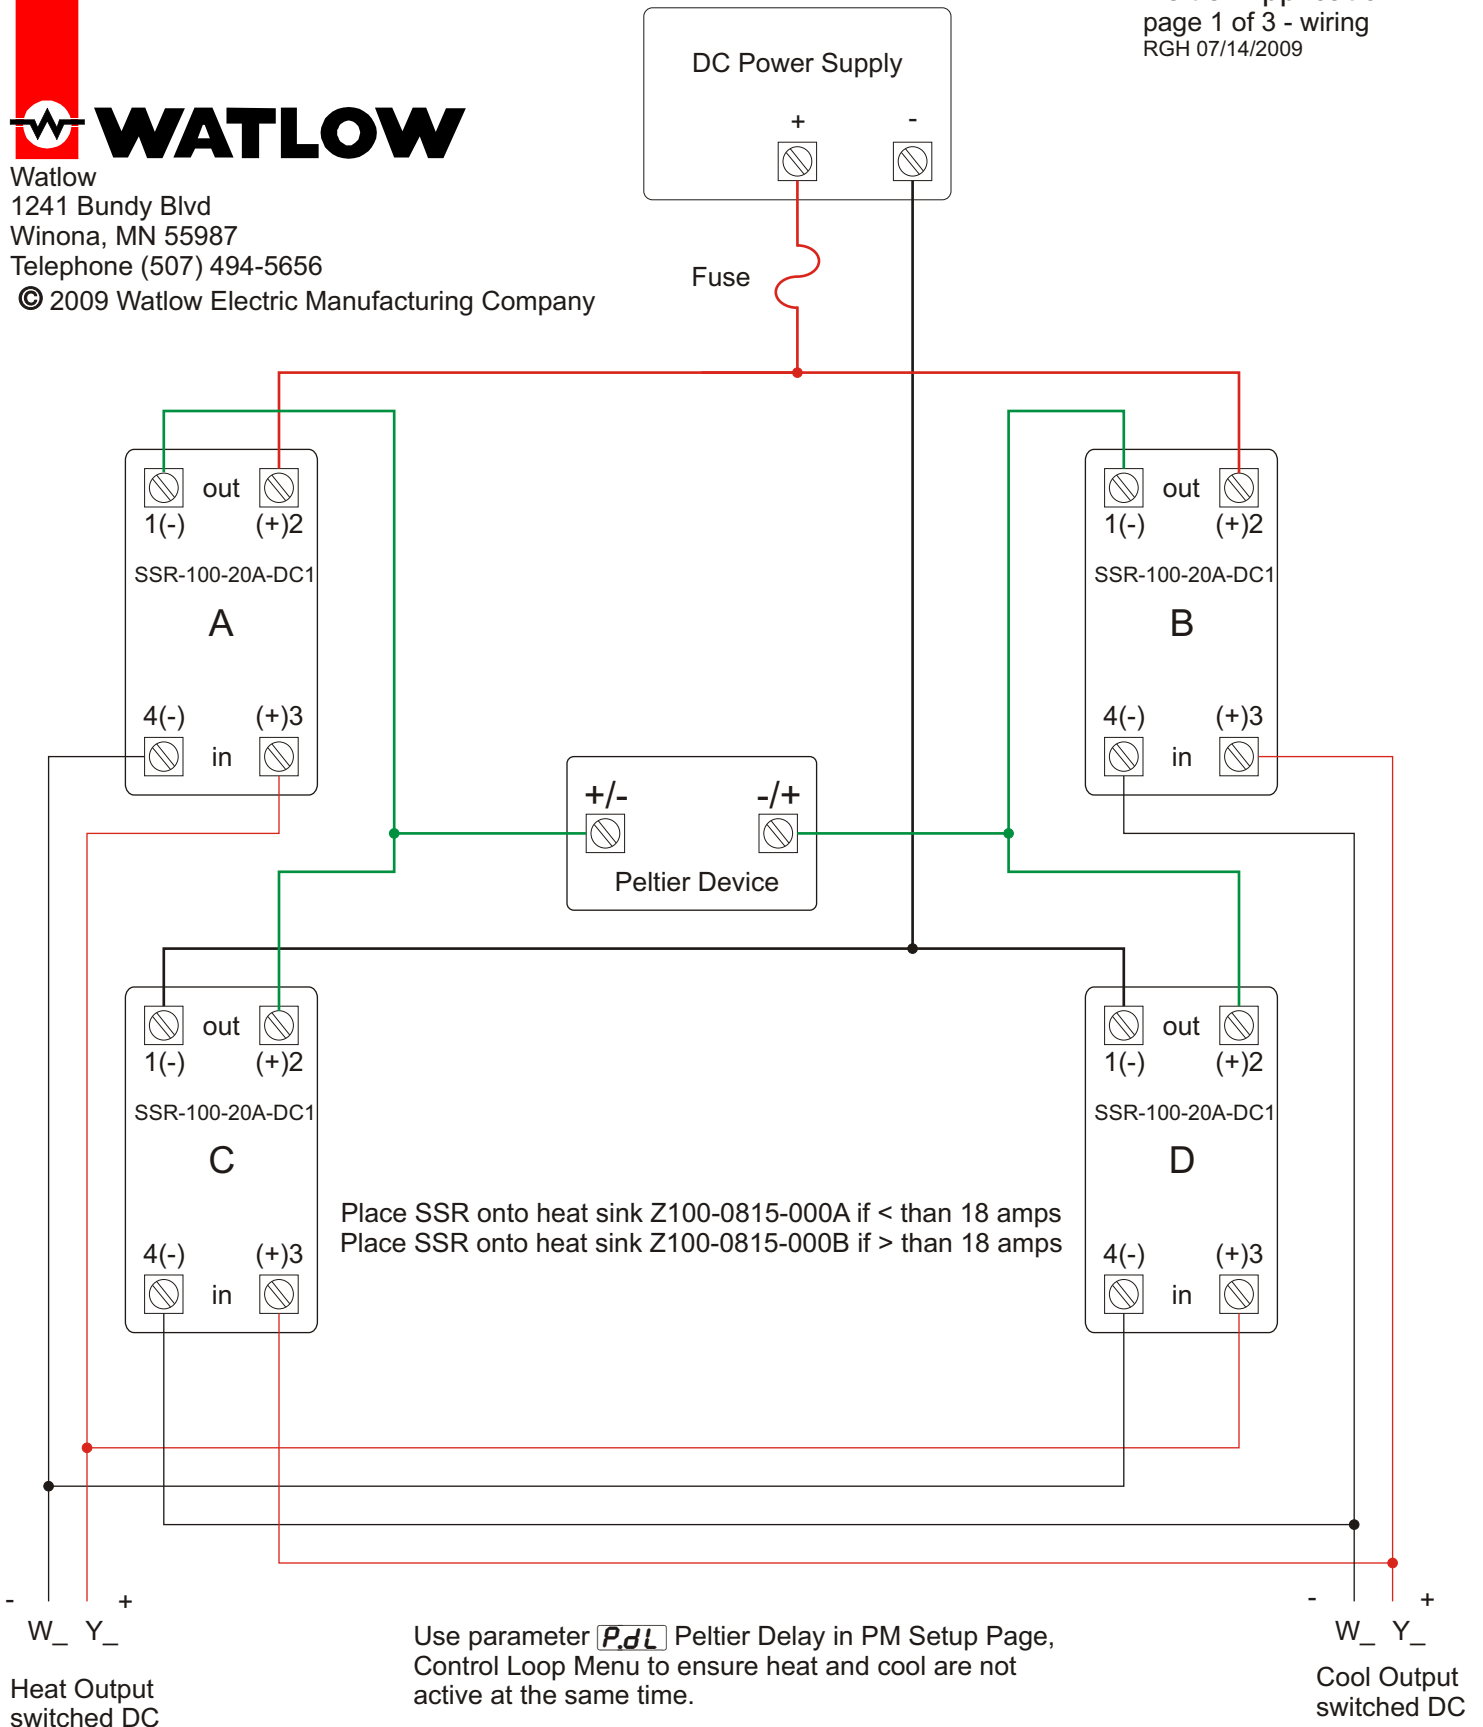 page 1 of 3 - wiring
RGH 07/14/2009
WATLOW
Watlow
1241 Bundy Blvd
Winona, MN 55987
Telephone (507) 494-5656
© 2009 Watlow Electric Manufacturing Company
DC Power Supply
+ -
Fuse
out
1(-) (+)2
SSR-100-20A-DC1
A
4(-) (+)3
in
out
1(-) (+)2
SSR-100-20A-DC1
B
4(-) (+)3
in
+/- -/+
Peltier Device
out
1(-) (+)2
SSR-100-20A-DC1
C
4(-) (+)3
in
out
1(-) (+)2
SSR-100-20A-DC1
D
4(-) (+)3
in
Place SSR onto heat sink Z100-0815-000A if < than 18 amps
Place SSR onto heat sink Z100-0815-000B if > than 18 amps
- +
W_ Y_
Heat Output
switched DC
Use parameter P.dL Peltier Delay in PM Setup Page,
Control Loop Menu to ensure heat and cool are not
active at the same time.
- +
W_ Y_
Cool Output
switched DC